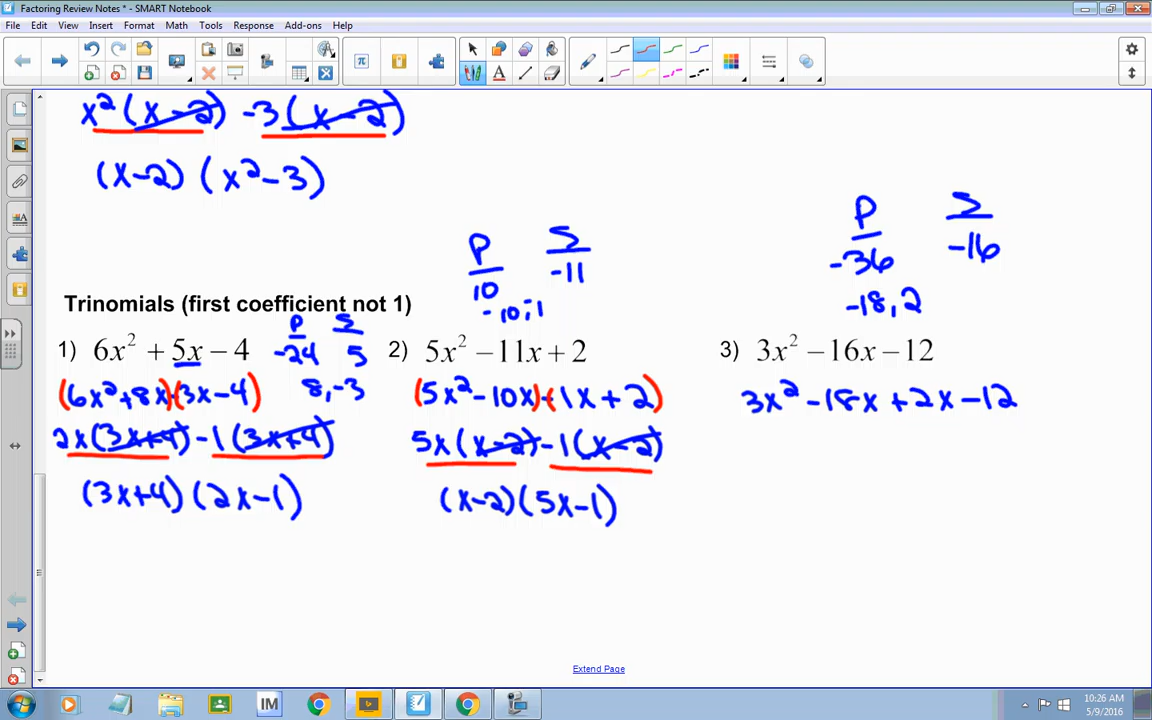 Factoring Review Notes * - SMART Notebook
File Edit View Insert Format Math Tools Response Add-ons Help
x² (x-2) -3 (x-2)
(x-2) (x²-3)
P S
-36 -16
-18, 2
P S
10 -11
-10, -1
Trinomials (first coefficient not 1)
P S
-24 5
8, -3
1) 6x² + 5x - 4
(6x²+8x)-(3x-4)
2x(3x+4)-1(3x+4)
(3x+4)(2x-1)
2) 5x² -11x + 2
(5x²-10x)-(1x+2)
5x(x-2)-1(x-2)
(x-2)(5x-1)
3) 3x² -16x -12
3x²-18x+2x-12
Extend Page
IM
10:26 AM
5/9/2016